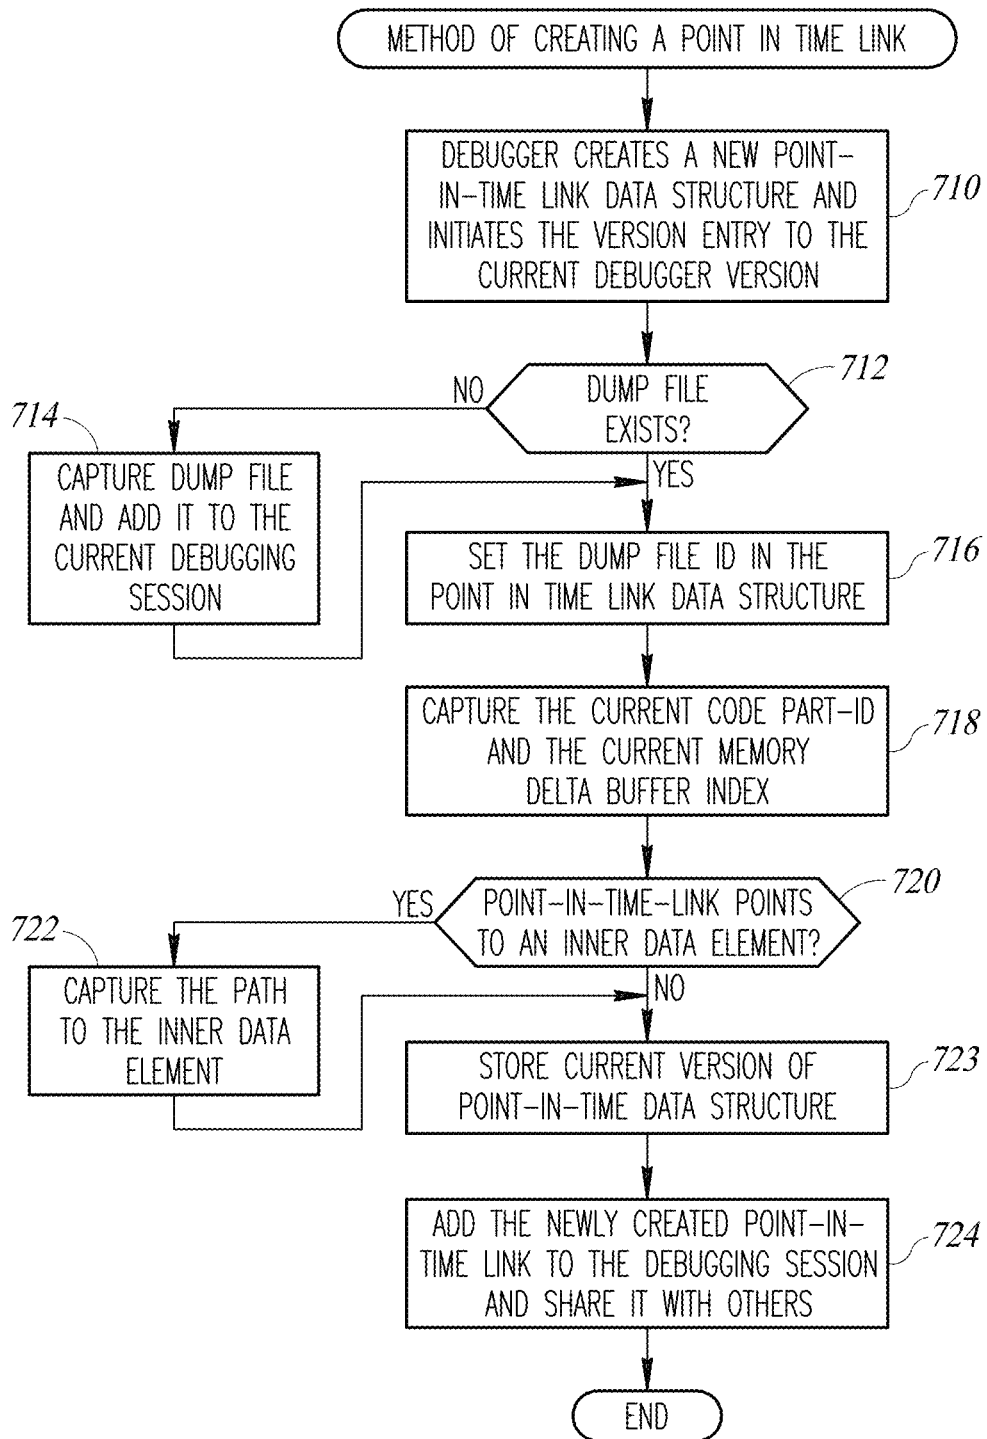 METHOD OF CREATING A POINT IN TIME LINK
DEBUGGER CREATES A NEW POINT-
IN-TIME LINK DATA STRUCTURE AND
INITIATES THE VERSION ENTRY TO THE
CURRENT DEBUGGER VERSION
710
DUMP FILE
EXISTS?
712
NO
YES
714
CAPTURE DUMP FILE
AND ADD IT TO THE
CURRENT DEBUGGING
SESSION
SET THE DUMP FILE ID IN THE
POINT IN TIME LINK DATA STRUCTURE
716
CAPTURE THE CURRENT CODE PART-ID
AND THE CURRENT MEMORY
DELTA BUFFER INDEX
718
POINT-IN-TIME-LINK POINTS
TO AN INNER DATA ELEMENT?
720
YES
NO
722
CAPTURE THE PATH
TO THE INNER DATA
ELEMENT
STORE CURRENT VERSION OF
POINT-IN-TIME DATA STRUCTURE
723
ADD THE NEWLY CREATED POINT-IN-
TIME LINK TO THE DEBUGGING SESSION
AND SHARE IT WITH OTHERS
724
END